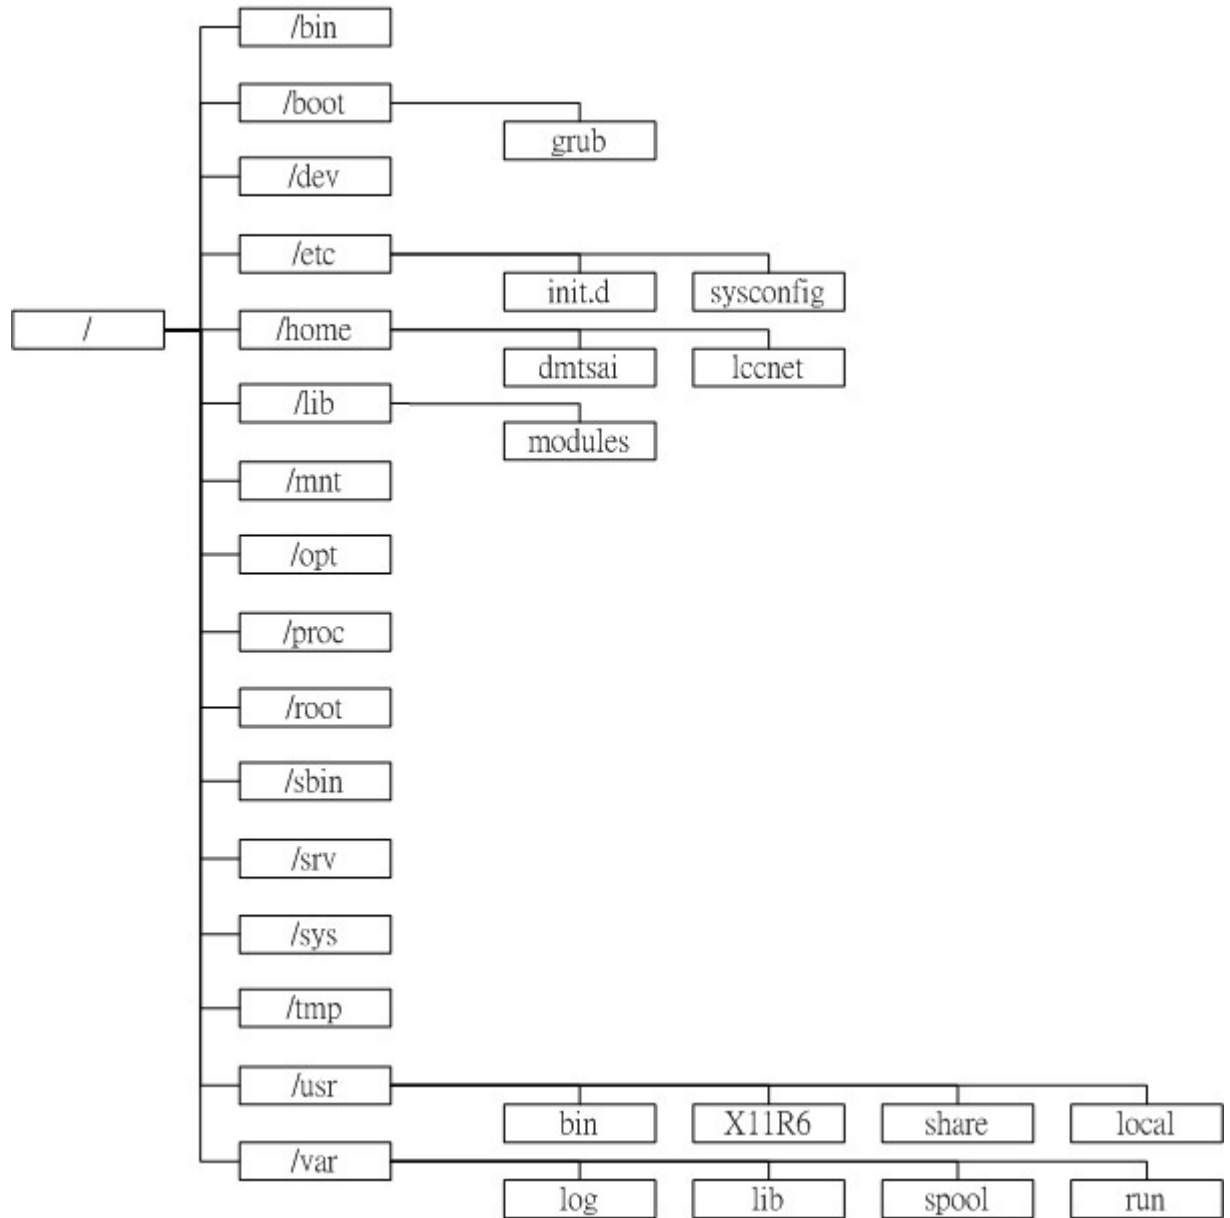 /bin
/boot
grub
/dev
/etc
init.d sysconfig
/
/home
dmtsai lccnet
/lib
modules
/mnt
/opt
/proc
/root
/sbin
/srv
/sys
/tmp
/usr
bin X11R6 share local
/var
log lib spool run